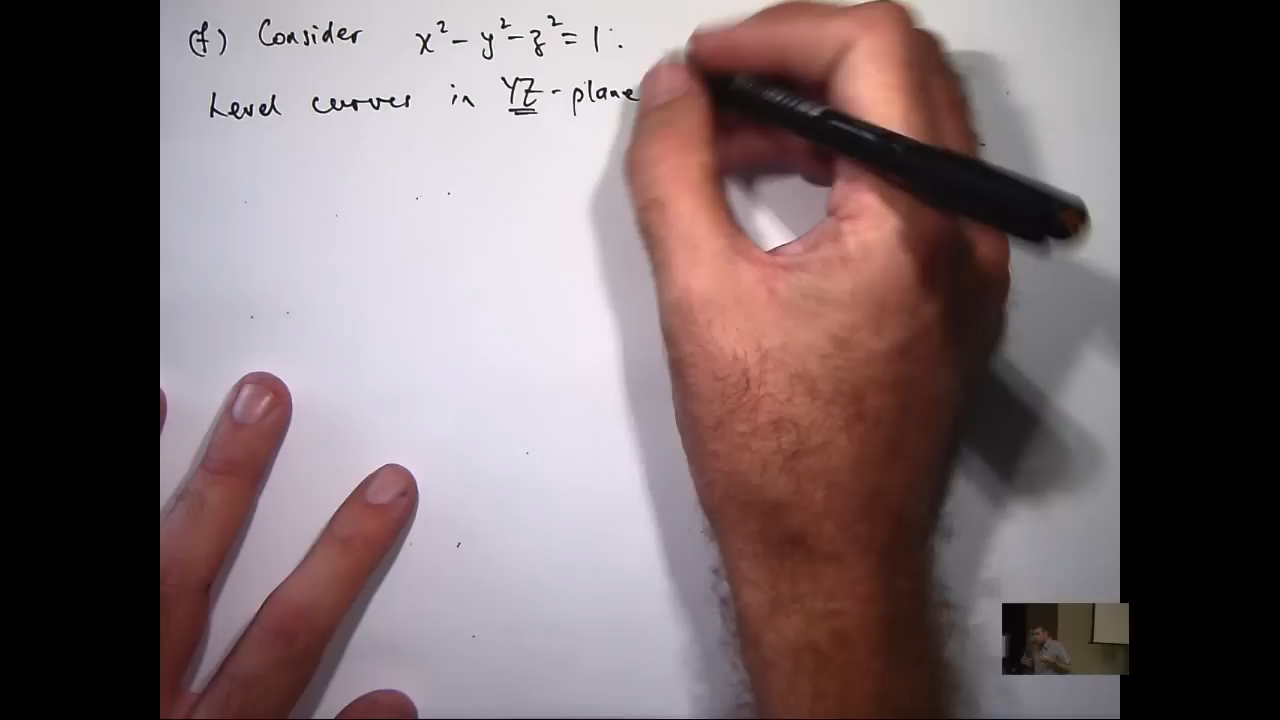 (f) Consider x² - y² - z² = 1.
Level curves in YZ-plane